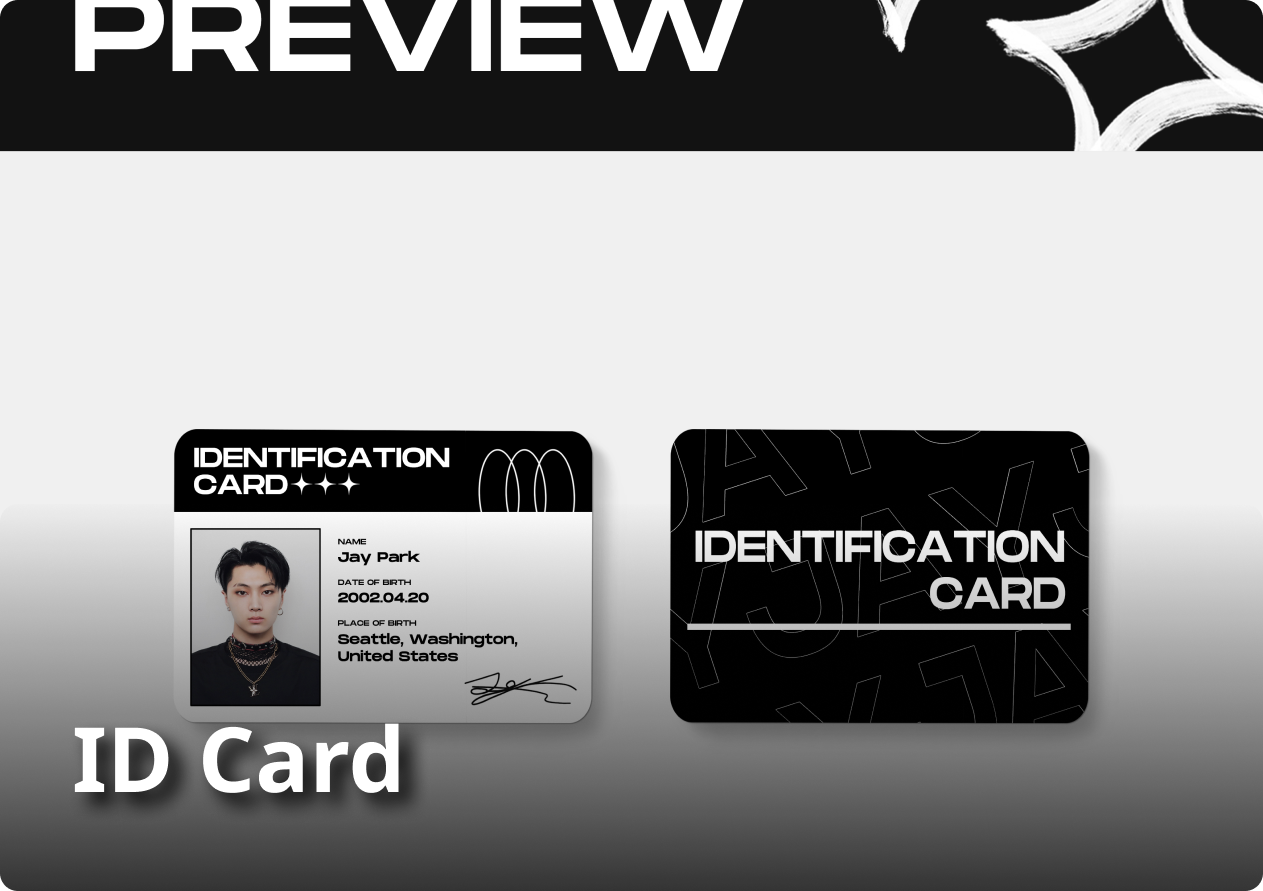 PREVIEW
IDENTIFICATION
CARD
NAME
Jay Park
DATE OF BIRTH
2002.04.20
PLACE OF BIRTH
Seattle, Washington,
United States
JAY
IDENTIFICATION
CARD
ID Card